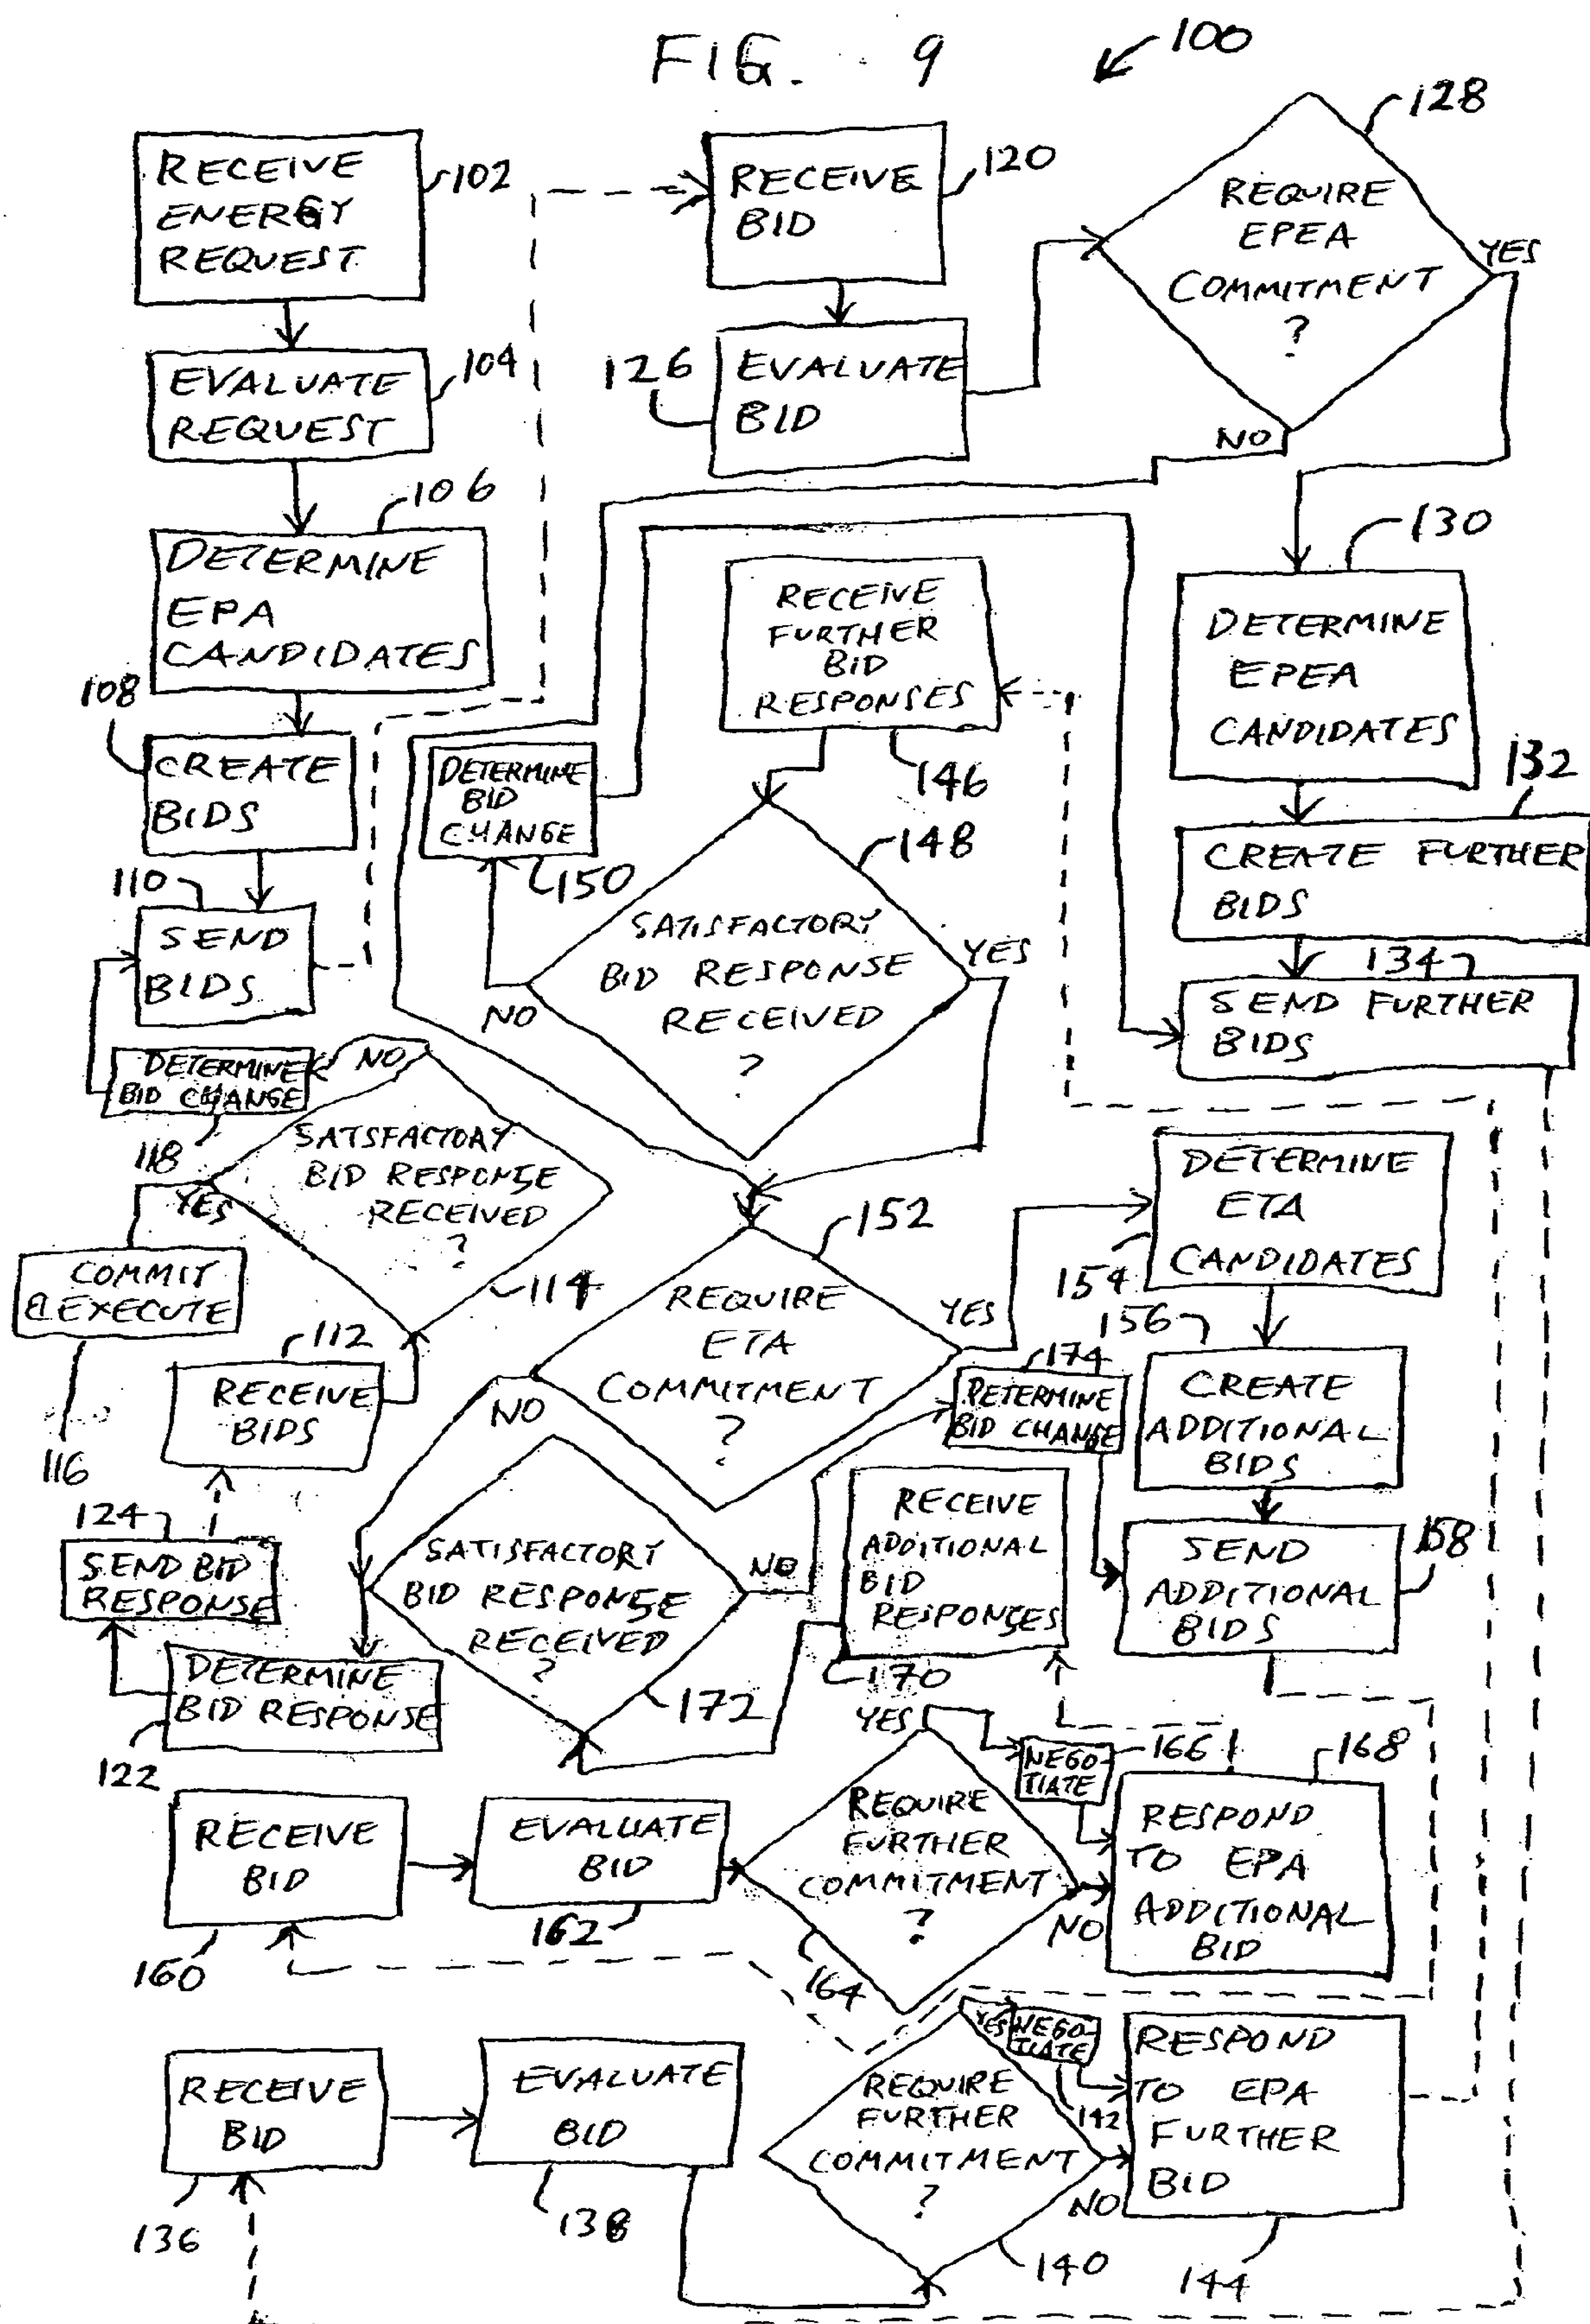 FIG. 9
100
RECEIVE
ENERGY
REQUEST
102
EVALUATE
REQUEST
104
106
DETERMINE
EPA
CANDIDATES
108
CREATE
BIDS
110
SEND
BIDS
DETERMINE
BID CHANGE
118
NO
SATISFACTORY
BID RESPONSE
RECEIVED
?
YES
114
COMMIT
& EXECUTE
116
112
RECEIVE
BIDS
124
SEND BID
RESPONSE
DETERMINE
BID RESPONSE
122
RECEIVE
BID
120
126
EVALUATE
BID
128
REQUIRE
EPEA
COMMITMENT
?
YES
NO
130
DETERMINE
EPEA
CANDIDATES
132
CREATE FURTHER
BIDS
134
SEND FURTHER
BIDS
RECEIVE
FURTHER
BID
RESPONSES
146
DETERMINE
BID
CHANGE
150
148
SATISFACTORY
BID RESPONSE
RECEIVED
?
YES
NO
152
REQUIRE
ETA
COMMITMENT
?
YES
NO
DETERMINE
ETA
CANDIDATES
154
156
CREATE
ADDITIONAL
BIDS
174
DETERMINE
BID CHANGE
SEND
ADDITIONAL
BIDS
158
SATISFACTORY
BID RESPONSE
RECEIVED
?
NO
172
RECEIVE
ADDITIONAL
BID
RESPONSES
170
RECEIVE
BID
160
EVALUATE
BID
162
YES
REQUIRE
FURTHER
COMMITMENT
?
NO
164
NEGO-
TIATE
166
168
RESPOND
TO EPA
ADDITIONAL
BID
RECEIVE
BID
136
EVALUATE
BID
138
YES
REQUIRE
FURTHER
COMMITMENT
?
NO
140
NEGO-
TIATE
142
RESPOND
TO EPA
FURTHER
BID
144